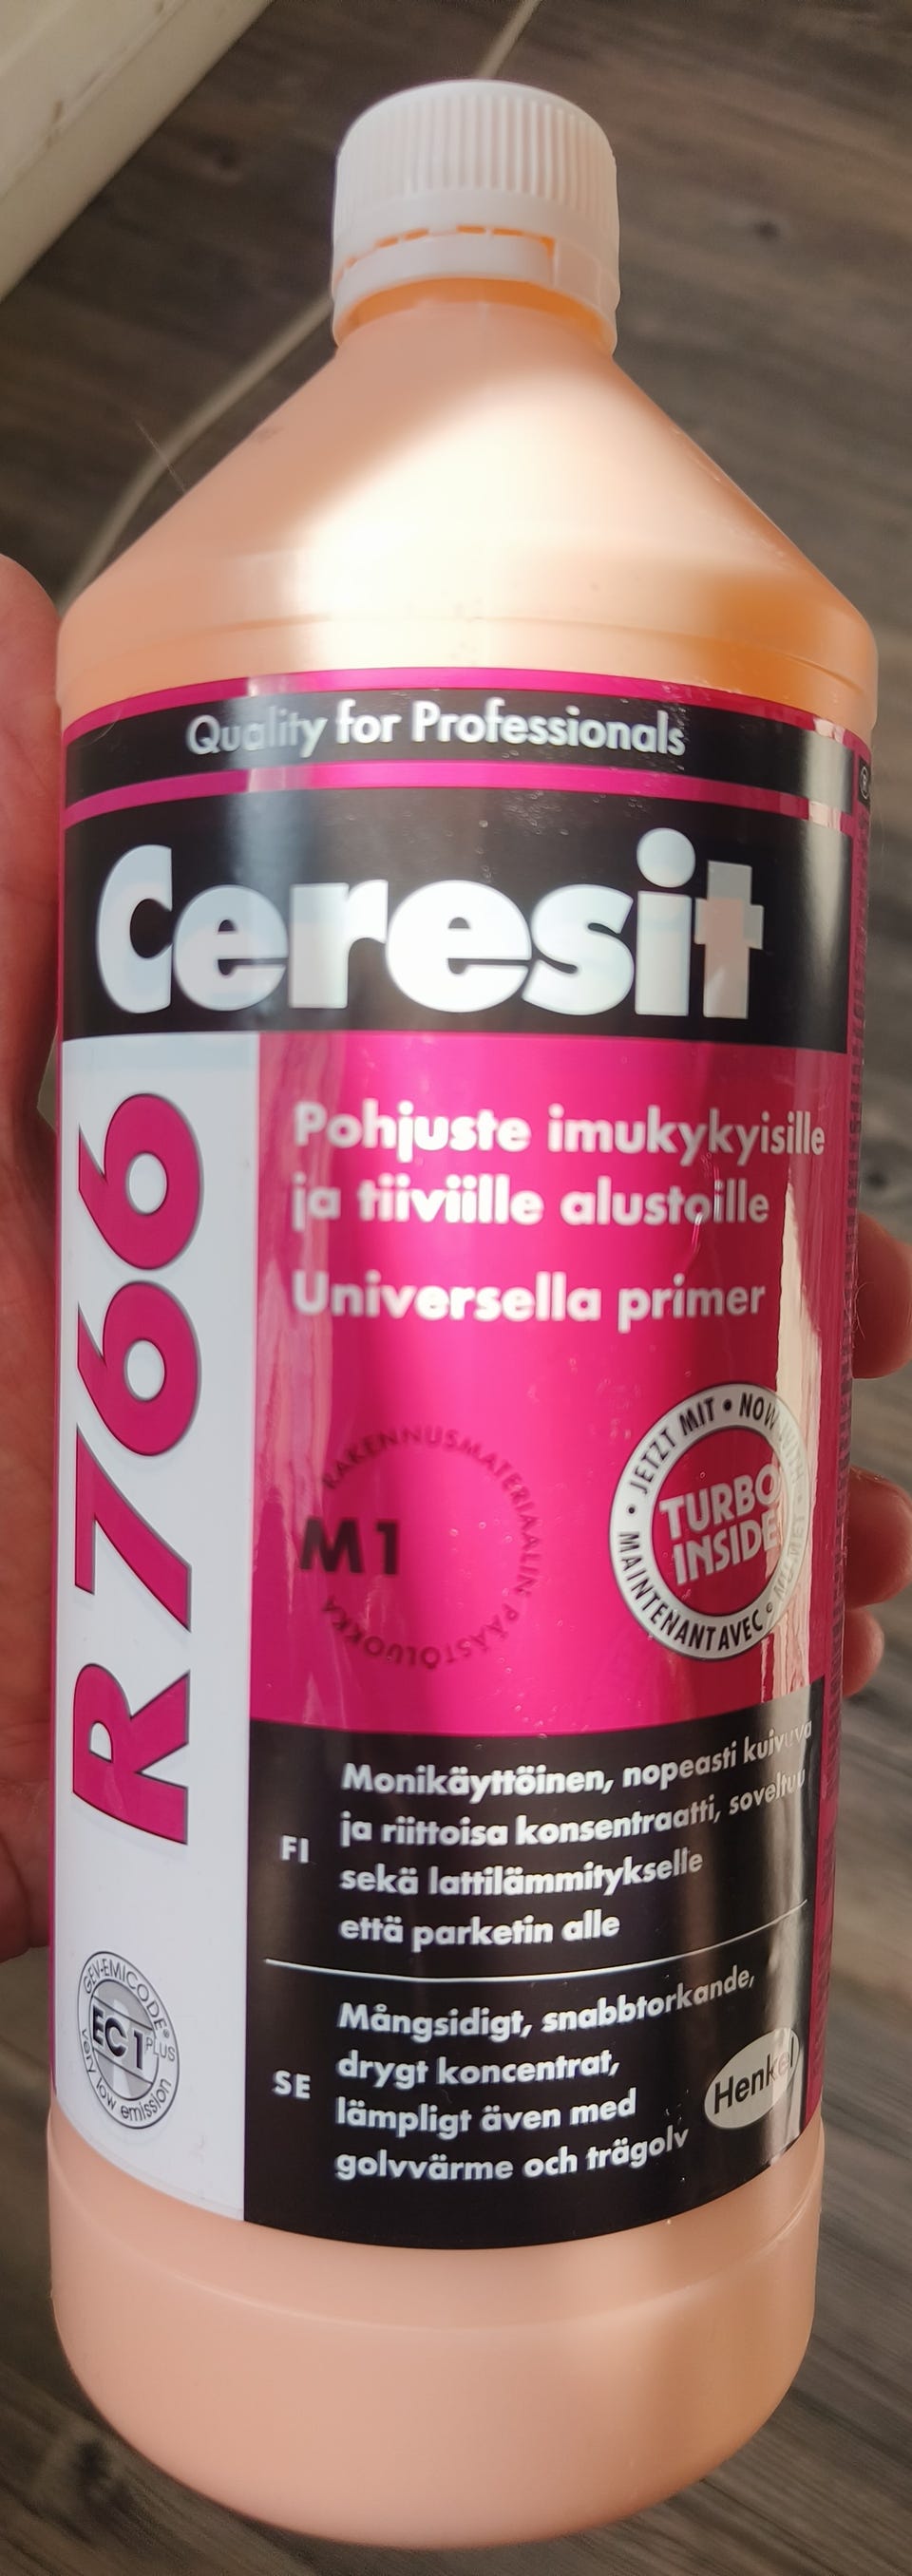 Quality for Professionals
Ceresit
R 766
Pohjuste imukykyisille
ja tiiviille alustoille
Universella primer
RAKENNUSMATERIAALIN PÄÄSTÖLUOKKA
M1
JETZT MIT • NOW WITH • MAINTENANT AVEC •
TURBO
INSIDE
FI
Monikäyttöinen, nopeasti kuivuva
ja riittoisa konsentraatti, soveltuu
sekä lattilämmitykselle
että parketin alle
SE
Mångsidigt, snabbtorkande,
drygt koncentrat,
lämpligt även med
golvvärme och trägolv
Henkel
GEV-EMICODE®
EC1 PLUS
very low emission